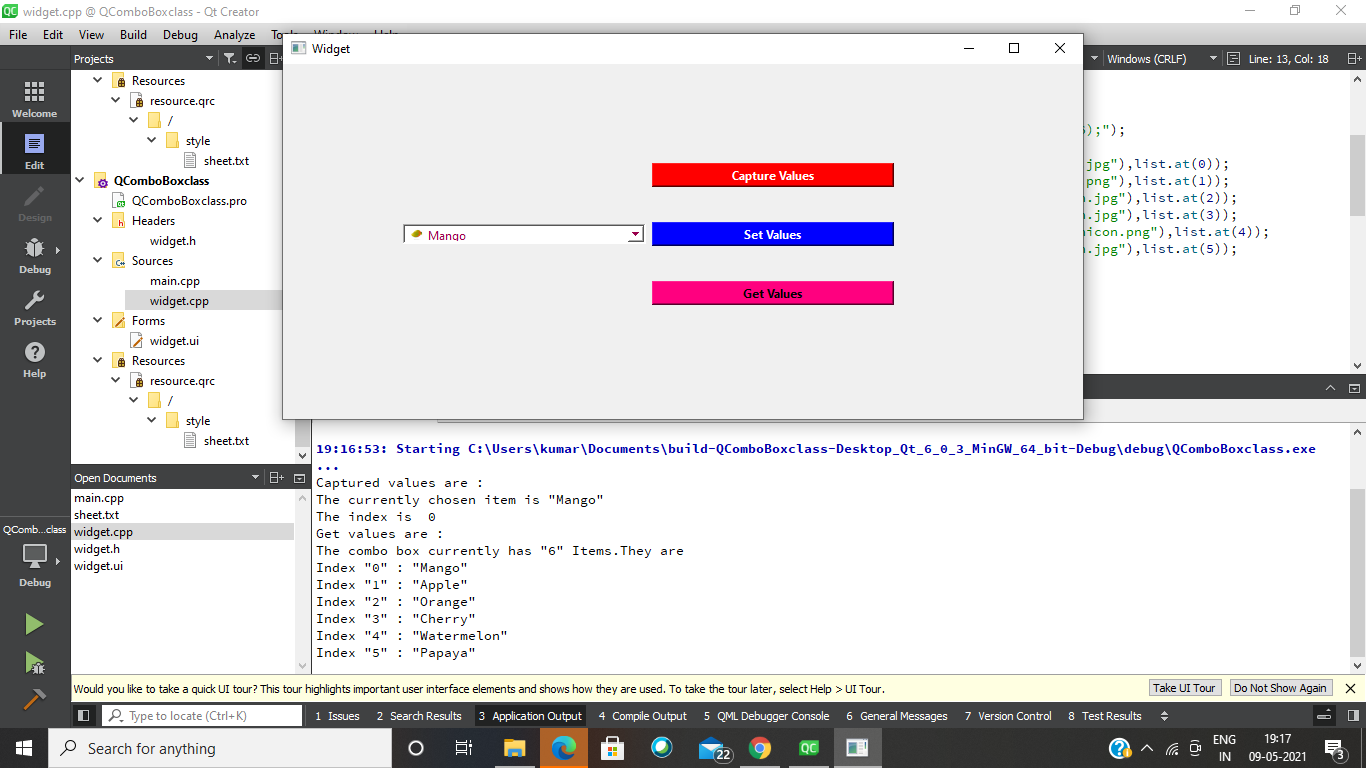 QC widget.cpp @ QComboBoxclass - Qt Creator
File Edit View Build Debug Analyze
Projects
Widget
Windows (CRLF)
Line: 13, Col: 18
Welcome
Edit
Design
Debug
Projects
Help
Resources
resource.qrc
/
style
sheet.txt
QComboBoxclass
QComboBoxclass.pro
Headers
widget.h
Sources
main.cpp
widget.cpp
Forms
widget.ui
Resources
resource.qrc
/
style
sheet.txt
Capture Values
Mango
Set Values
Get Values
);");
.jpg"),list.at(0));
png"),list.at(1));
.jpg"),list.at(2));
.jpg"),list.at(3));
icon.png"),list.at(4));
.jpg"),list.at(5));
Open Documents
main.cpp
sheet.txt
widget.cpp
widget.h
widget.ui
QComb...class
Debug
19:16:53: Starting C:\Users\kumar\Documents\build-QComboBoxclass-Desktop_Qt_6_0_3_MinGW_64_bit-Debug\debug\QComboBoxclass.exe
...
Captured values are :
The currently chosen item is "Mango"
The index is  0
Get values are :
The combo box currently has "6" Items.They are
Index "0" : "Mango"
Index "1" : "Apple"
Index "2" : "Orange"
Index "3" : "Cherry"
Index "4" : "Watermelon"
Index "5" : "Papaya"
Would you like to take a quick UI tour? This tour highlights important user interface elements and shows how they are used. To take the tour later, select Help > UI Tour.
Take UI Tour
Do Not Show Again
Type to locate (Ctrl+K)
1 Issues 2 Search Results 3 Application Output 4 Compile Output 5 QML Debugger Console 6 General Messages 7 Version Control 8 Test Results
Search for anything
22
QC
ENG
IN
19:17
09-05-2021
3